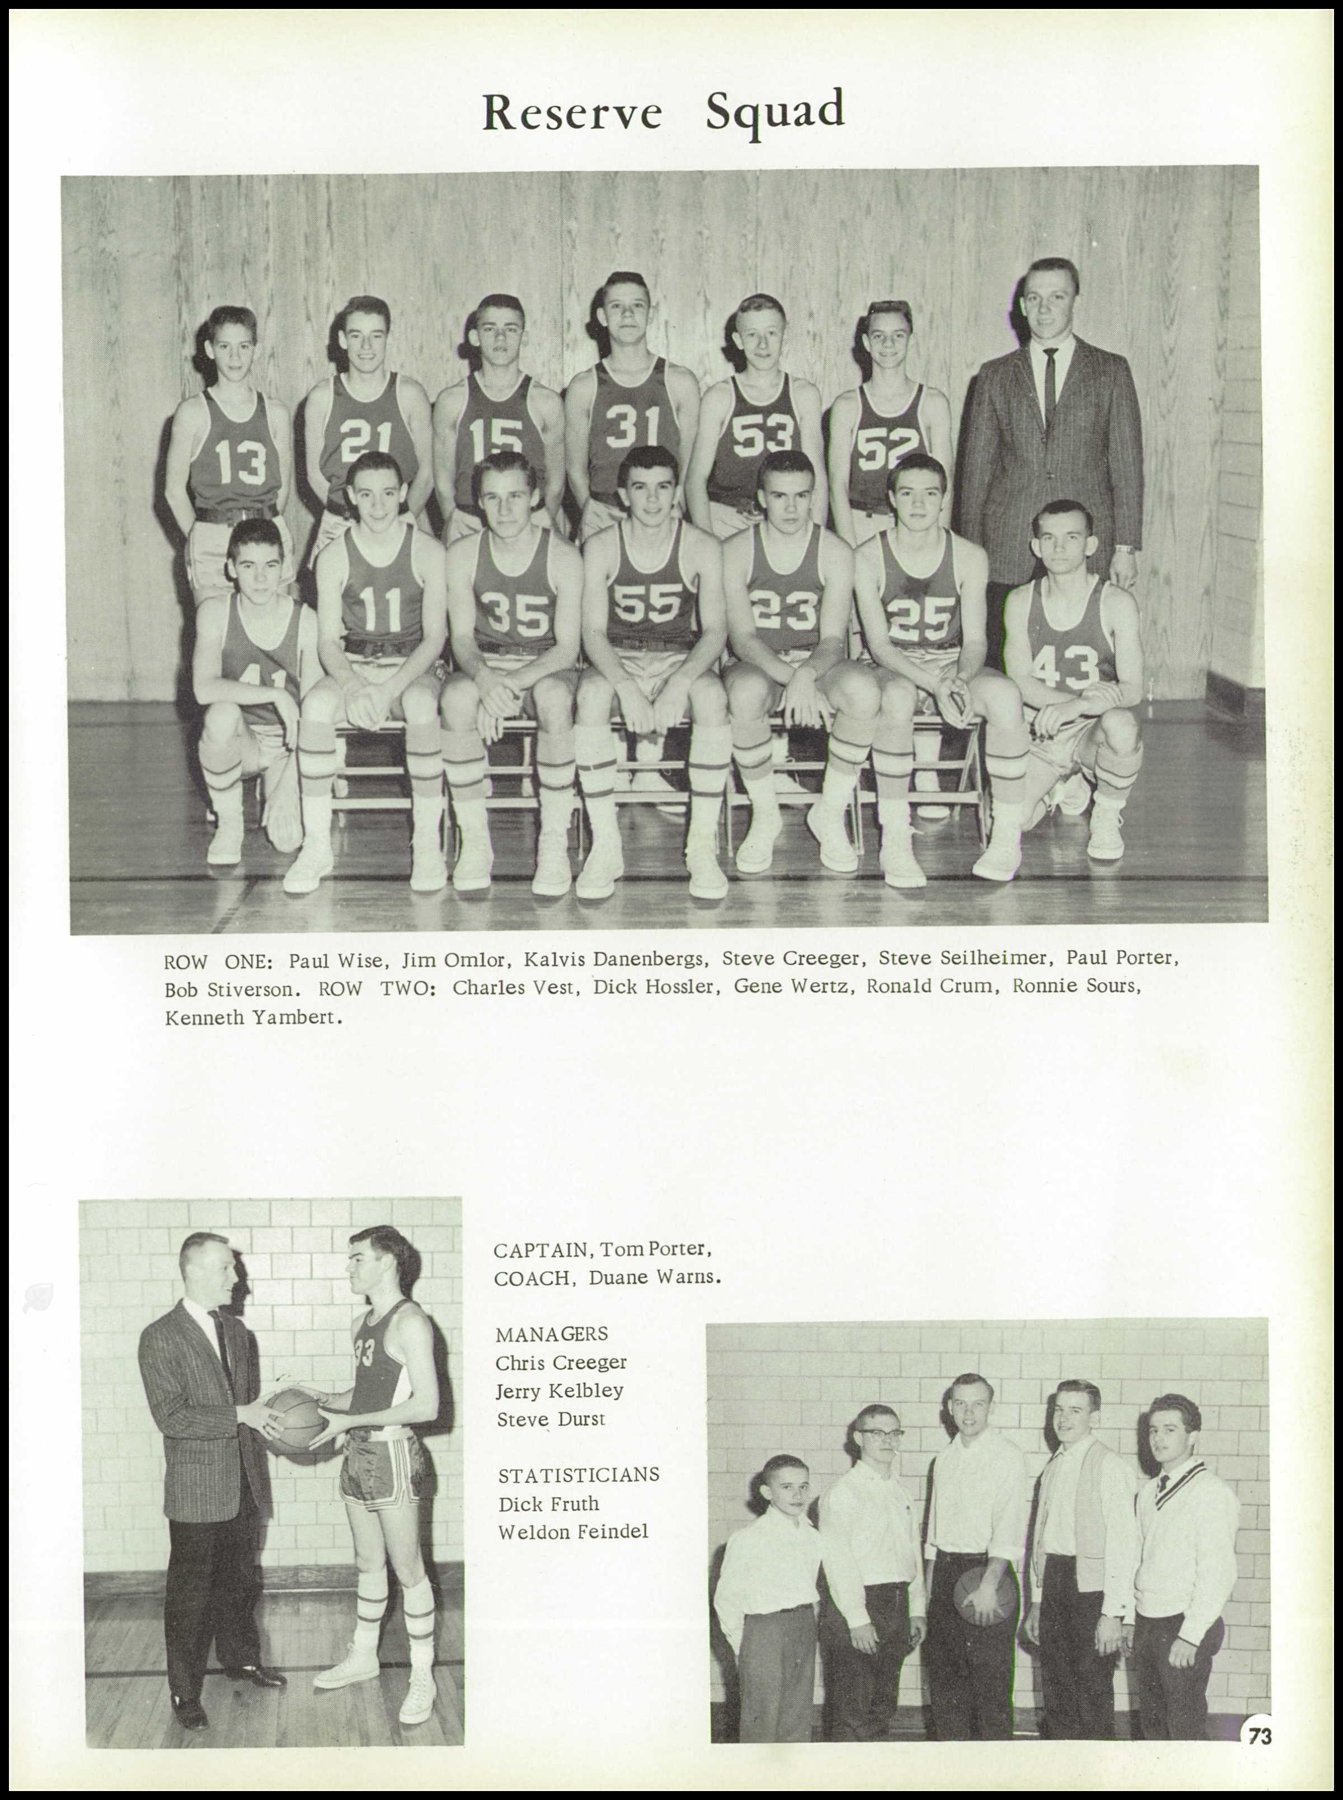 Reserve Squad
13
21
15
31
53
52
41
11
35
55
23
25
43
ROW ONE: Paul Wise, Jim Omlor, Kalvis Danenbergs, Steve Creeger, Steve Seilheimer, Paul Porter,
Bob Stiverson. ROW TWO: Charles Vest, Dick Hossler, Gene Wertz, Ronald Crum, Ronnie Sours,
Kenneth Yambert.
CAPTAIN, Tom Porter,
COACH, Duane Warns.
MANAGERS
Chris Creeger
Jerry Kelbley
Steve Durst
STATISTICIANS
Dick Fruth
Weldon Feindel
73